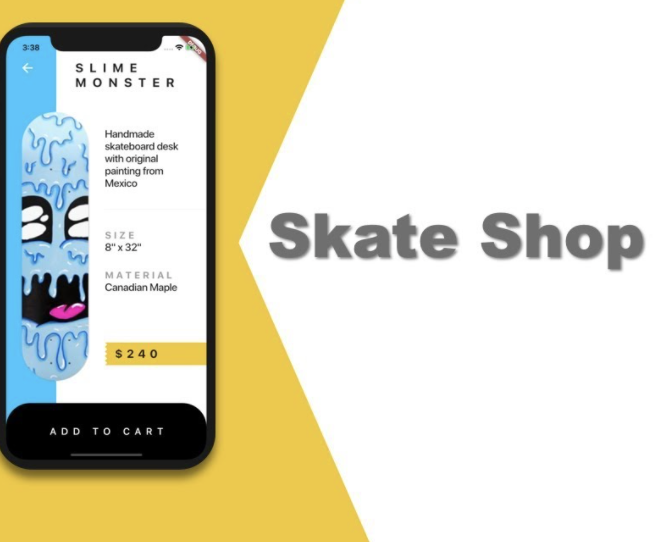 3:38
SLIME
MONSTER
Handmade
skateboard desk
with original
painting from
Mexico
SIZE
8" x 32"
MATERIAL
Canadian Maple
$240
ADD TO CART
Skate Shop